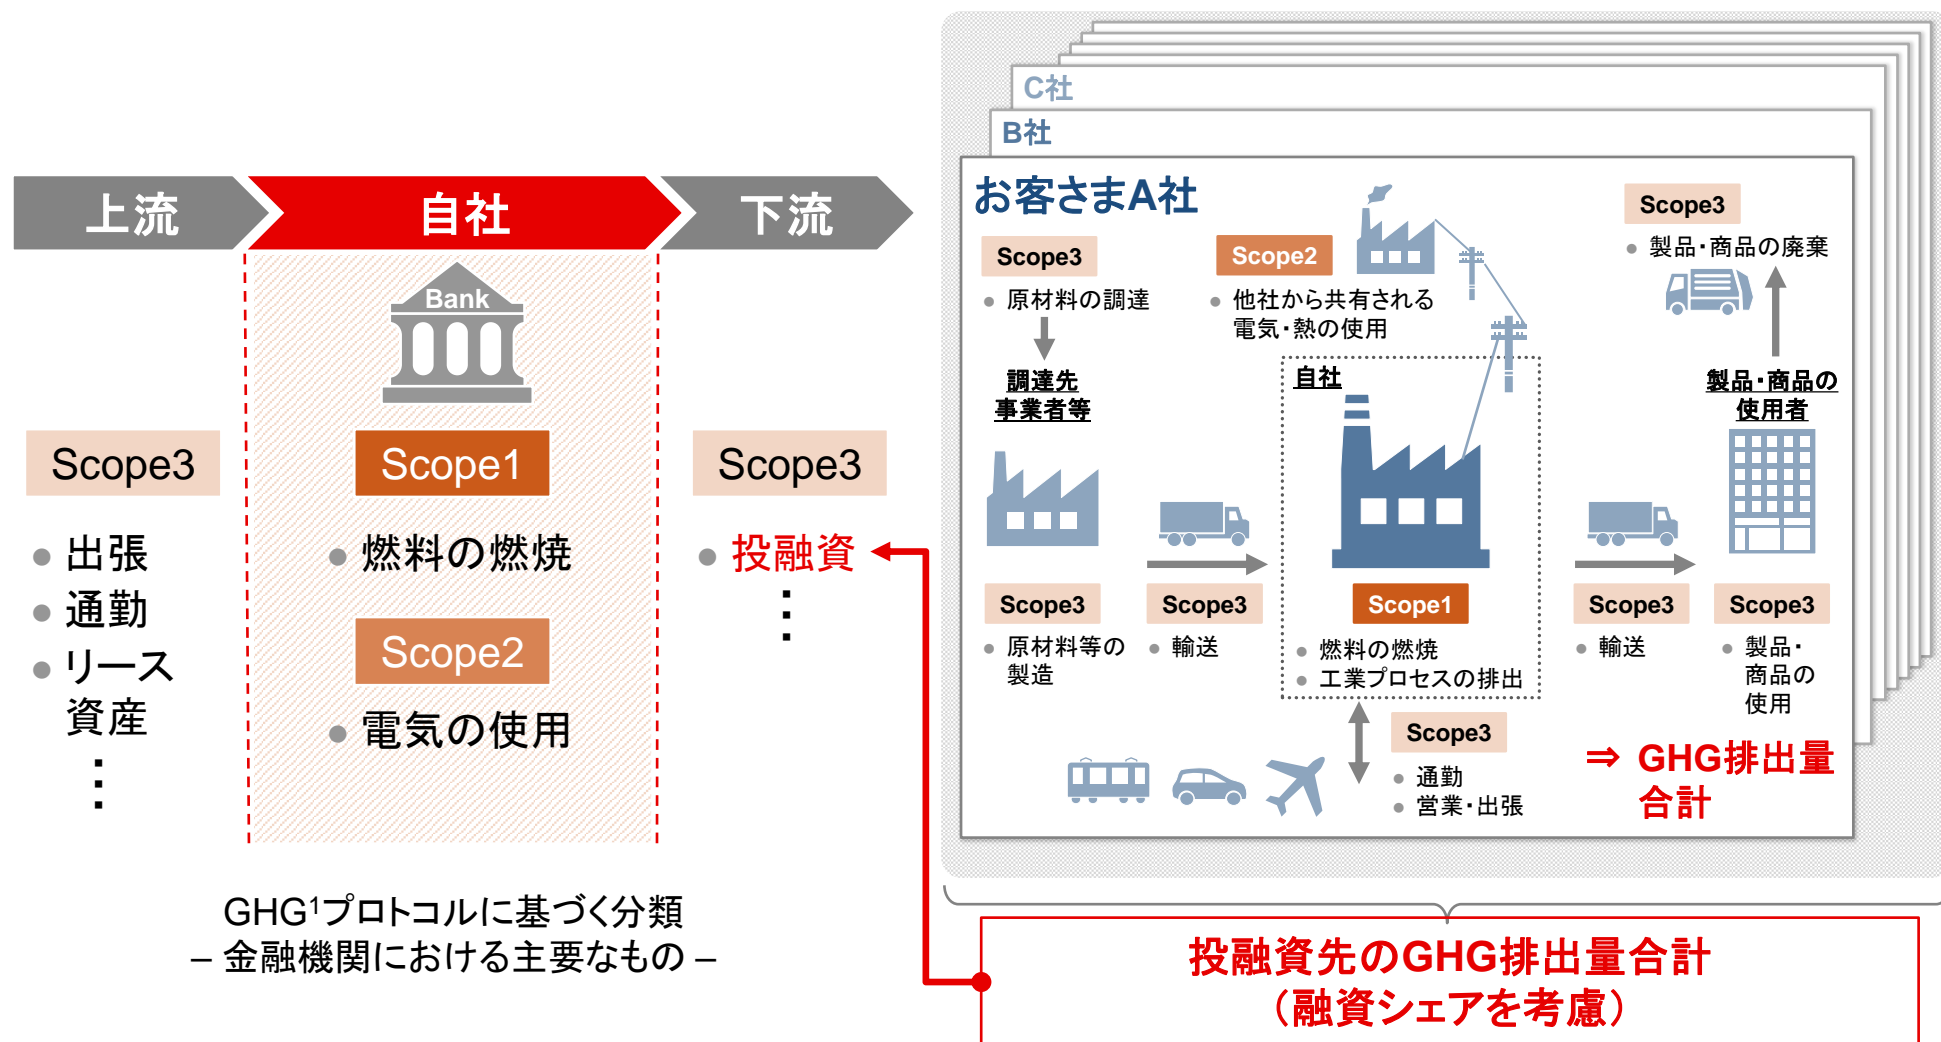 上流
自社
下流
Bank
Scope3
● 出張
● 通勤
● リース
資産
⋮
Scope1
● 燃料の燃焼
Scope2
● 電気の使用
Scope3
● 投融資
⋮
GHG¹プロトコルに基づく分類
– 金融機関における主要なもの –
C社
B社
お客さまA社
Scope3
● 原材料の調達
調達先
事業者等
Scope3
● 原材料等の
製造
Scope3
● 輸送
Scope2
● 他社から共有される
電気・熱の使用
自社
Scope1
● 燃料の燃焼
● 工業プロセスの排出
Scope3
● 通勤
● 営業・出張
Scope3
● 輸送
Scope3
● 製品・商品の廃棄
製品・商品の
使用者
Scope3
● 製品・
商品の
使用
⇒ GHG排出量
合計
投融資先のGHG排出量合計
（融資シェアを考慮）